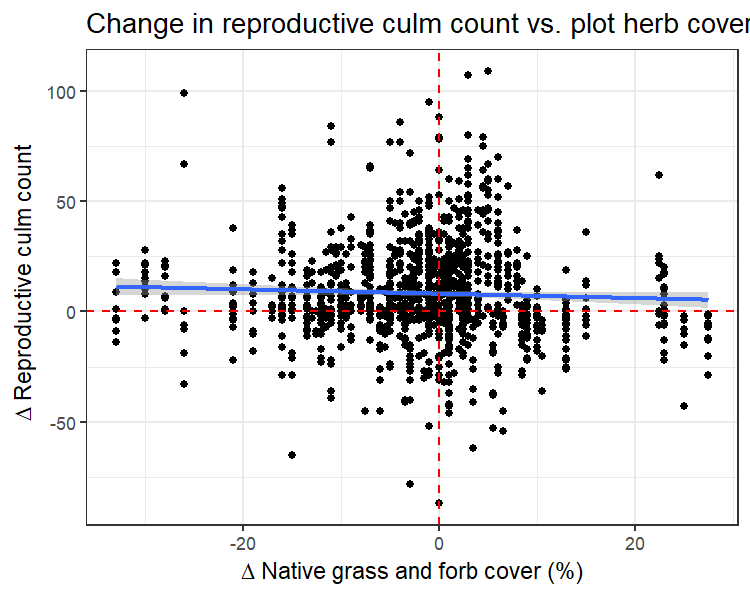 Change in reproductive culm count vs. plot herb cover
100
50
0
-50
Δ Reproductive culm count
-20
0
20
Δ Native grass and forb cover (%)